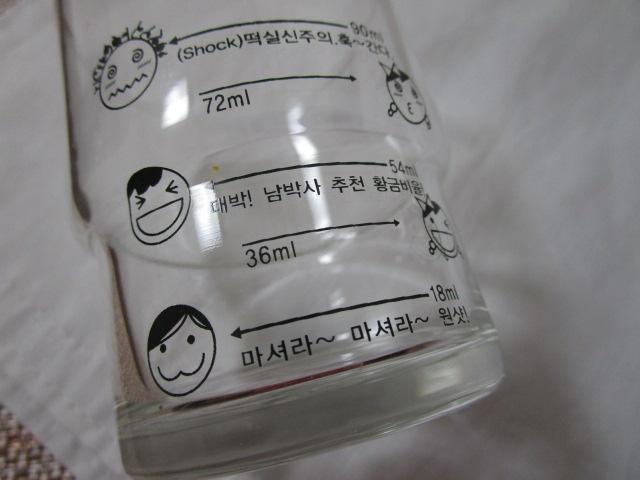 90ml
(Shock)떡실신주의.훅~간다
72ml
54ml
대박! 남박사 추천 황금비율
36ml
18ml
마셔라~ 마셔라~ 원샷!